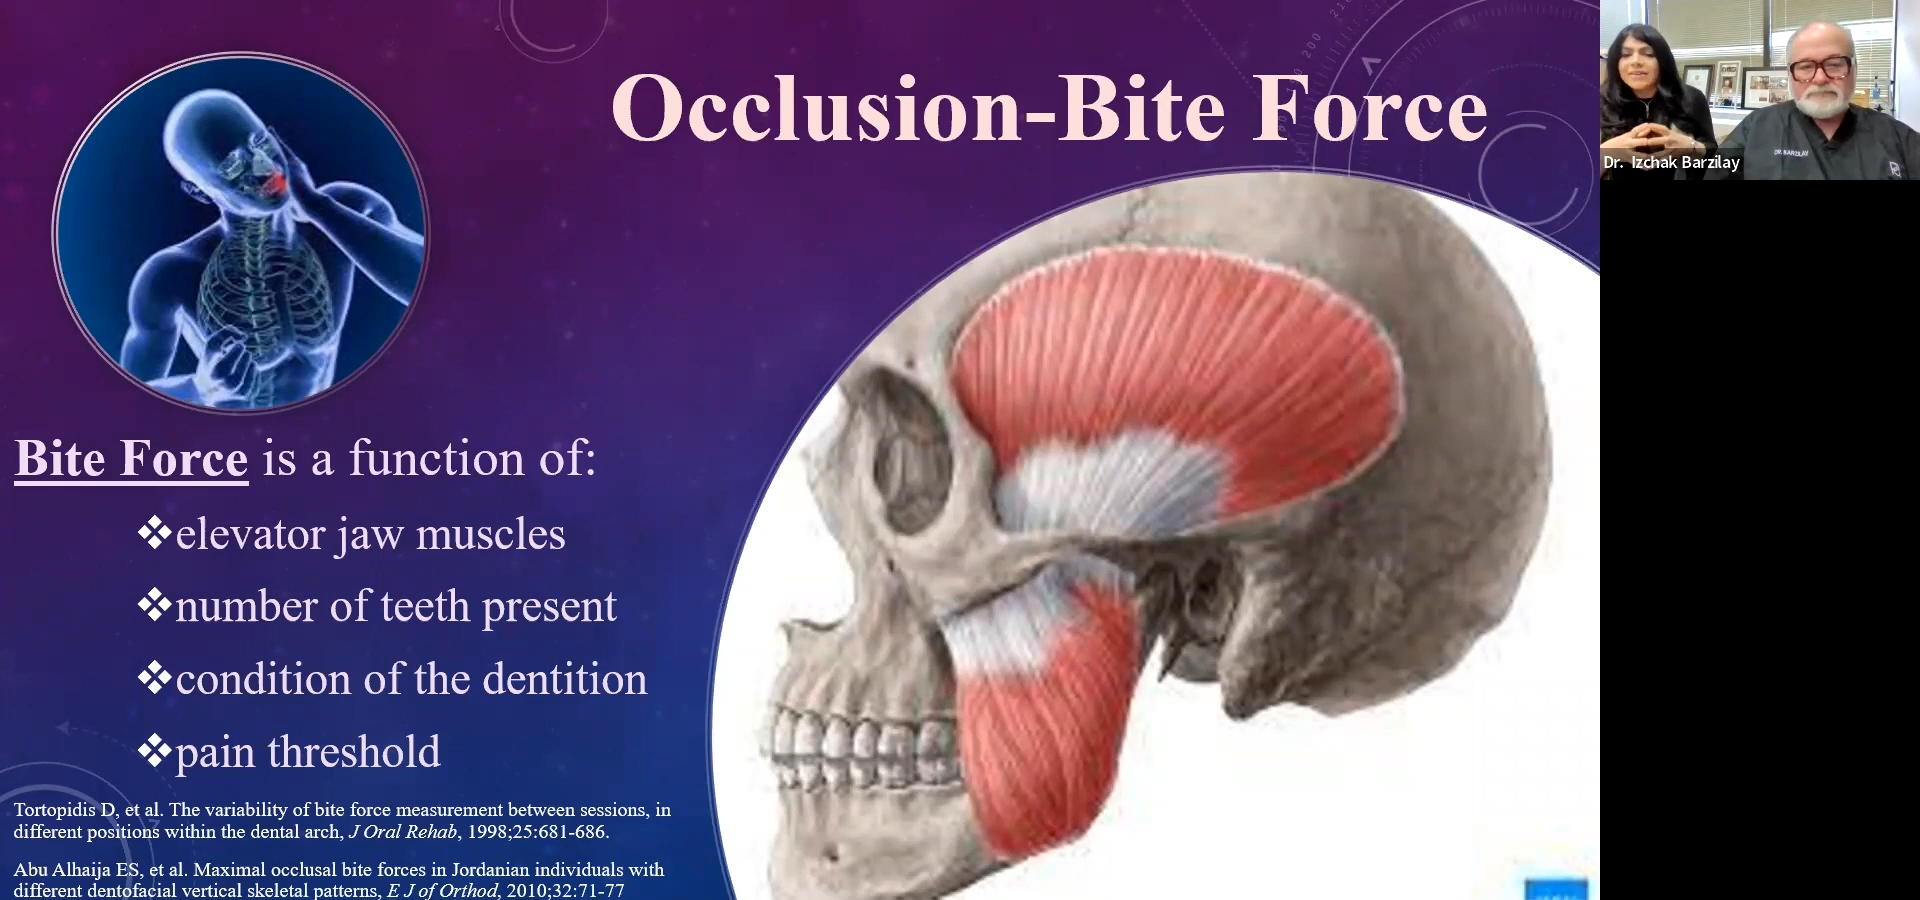 Occlusion-Bite Force
Bite Force is a function of:
❖elevator jaw muscles
❖number of teeth present
❖condition of the dentition
❖pain threshold
Tortopidis D, et al. The variability of bite force measurement between sessions, in
different positions within the dental arch, J Oral Rehab, 1998;25:681-686.
Abu Alhaija ES, et al. Maximal occlusal bite forces in Jordanian individuals with
different dentofacial vertical skeletal patterns, E J of Orthod, 2010;32:71-77
Dr. Izchak Barzilay
DR. BARZILAY
200